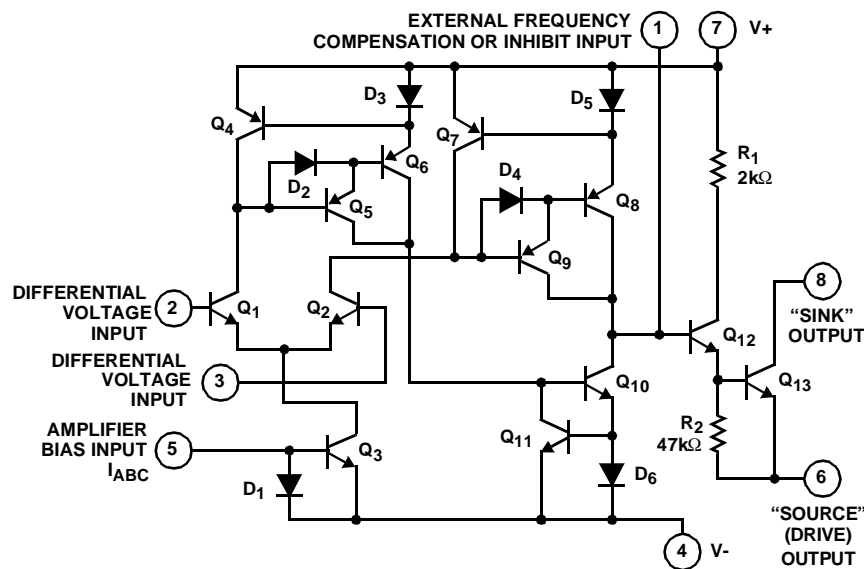 EXTERNAL FREQUENCY
COMPENSATION OR INHIBIT INPUT
1
7
V+
D3
D5
Q4
Q6
Q7
D2
D4
R1
2kΩ
Q5
Q8
Q9
DIFFERENTIAL
VOLTAGE
INPUT
2
Q1
Q2
8
"SINK"
OUTPUT
Q12
DIFFERENTIAL
VOLTAGE
INPUT
3
Q10
Q13
AMPLIFIER
BIAS INPUT
IABC
5
Q3
Q11
R2
47kΩ
D1
D6
6
"SOURCE"
(DRIVE)
OUTPUT
4
V-